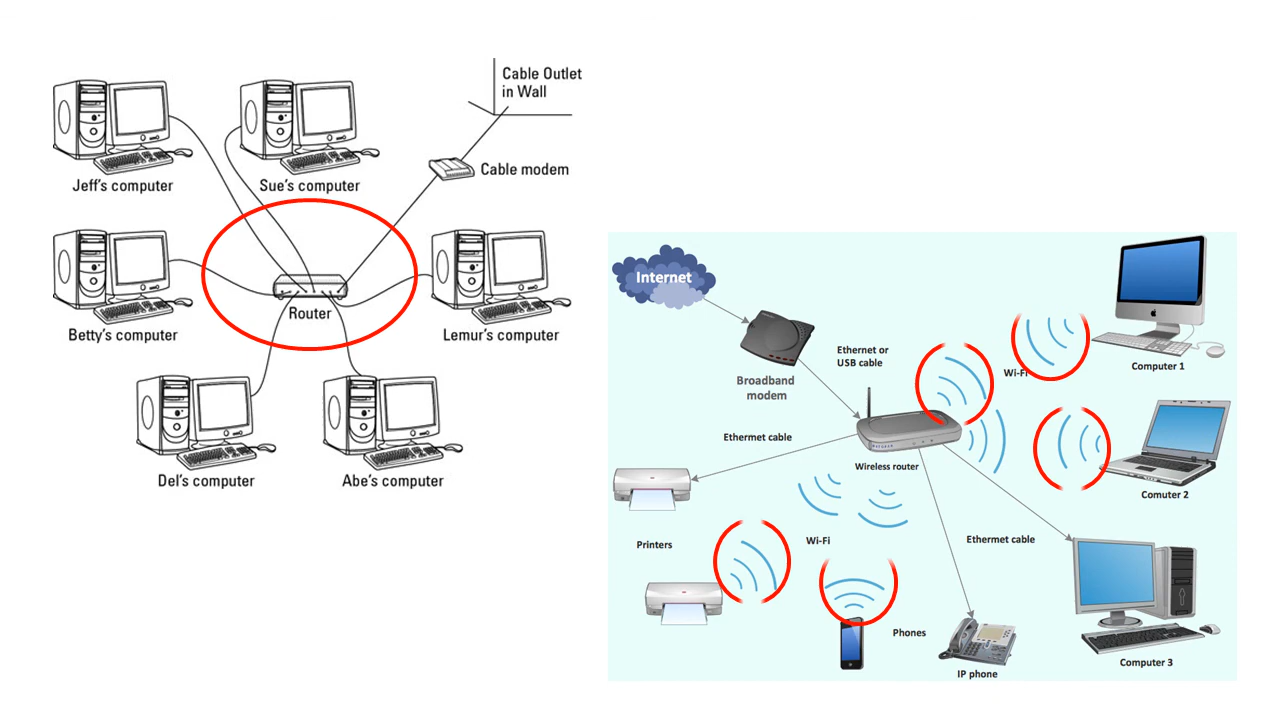 Cable Outlet
in Wall
Cable modem
Jeff's computer
Sue's computer
Router
Betty's computer
Lemur's computer
Del's computer
Abe's computer
Internet
Broadband
modem
Ethernet or
USB cable
Wi-Fi
Computer 1
Ethernet cable
Wireless router
Comuter 2
Printers
Wi-Fi
Ethernet cable
Phones
IP phone
Computer 3